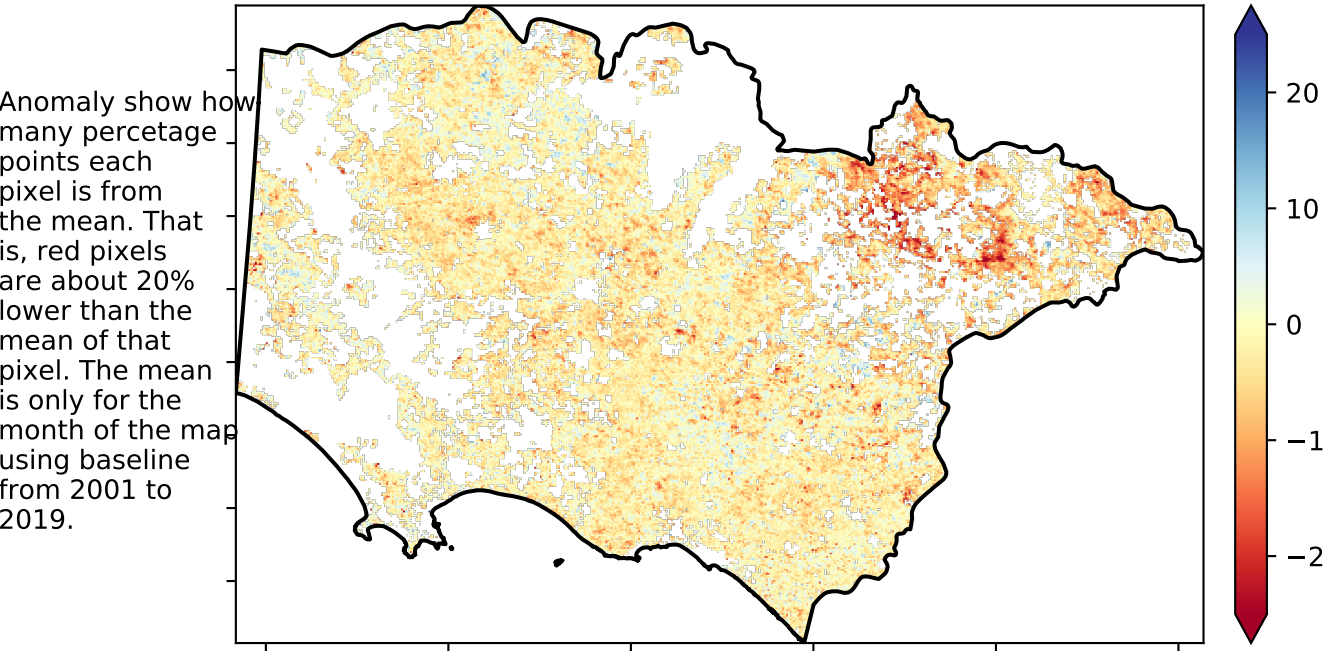 Anomaly show how
many percetage
points each
pixel is from
the mean. That
is, red pixels
are about 20%
lower than the
mean of that
pixel. The mean
is only for the
month of the map
using baseline
from 2001 to
2019.
20
10
0
−1
−2